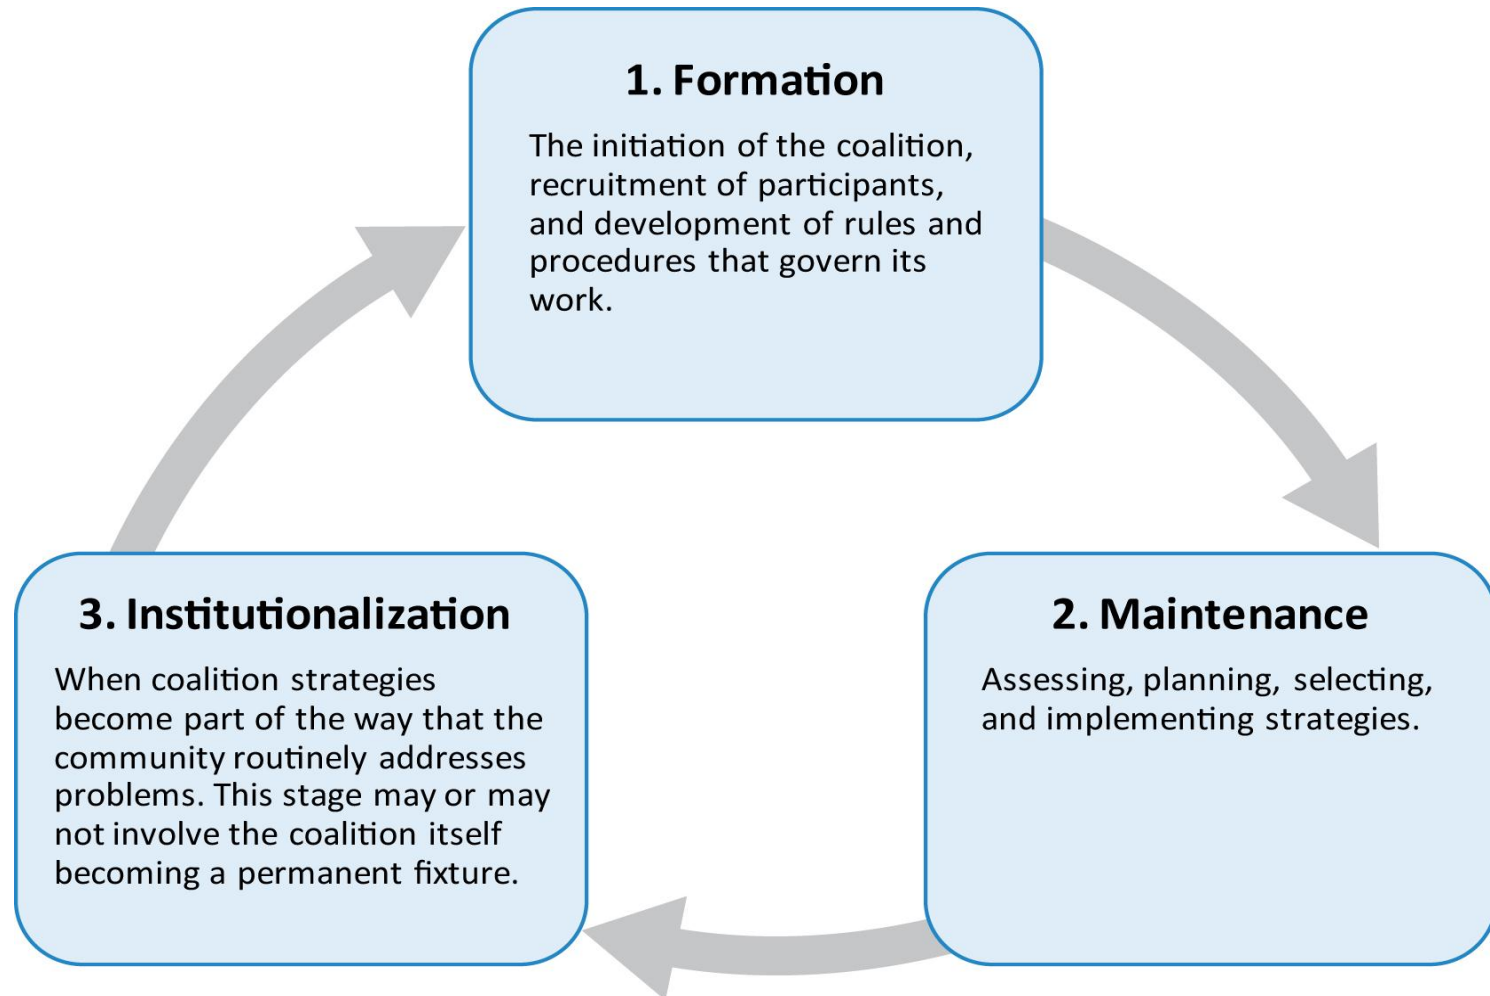 1. Formation
The initiation of the coalition,
recruitment of participants,
and development of rules and
procedures that govern its
work.
2. Maintenance
Assessing, planning, selecting,
and implementing strategies.
3. Institutionalization
When coalition strategies
become part of the way that the
community routinely addresses
problems. This stage may or may
not involve the coalition itself
becoming a permanent fixture.